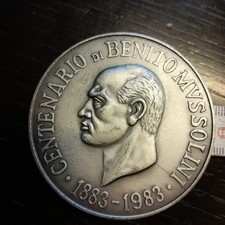 CENTENARIO DI BENITO MVSSOLINI
· 1883-1983 ·